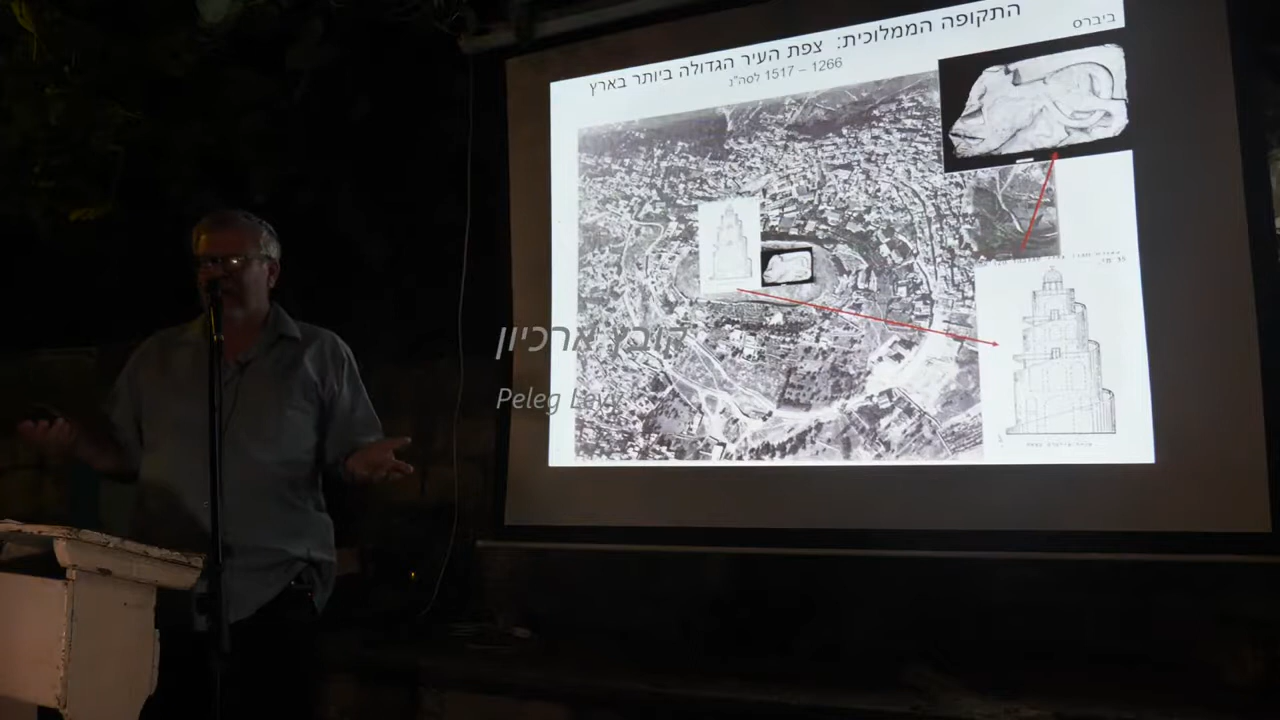 התקופה הממלוכית: צפת העיר הגדולה ביותר בארץ
1266 – 1517 לסה"נ
ביברס
קובץ ארכיון
Peleg Levy